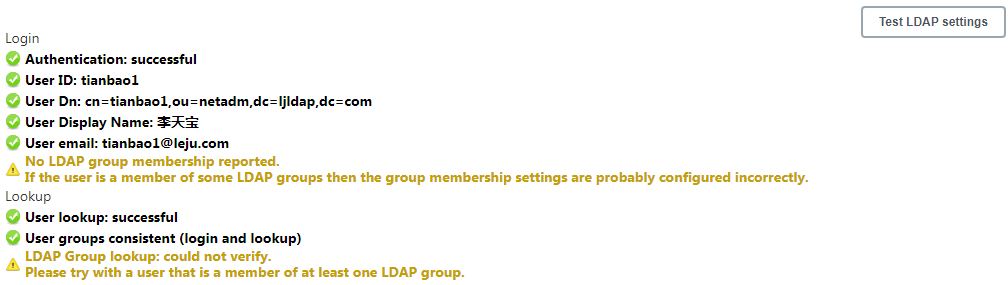 Test LDAP settings
Login
Authentication: successful
User ID: tianbao1
User Dn: cn=tianbao1,ou=netadm,dc=ljldap,dc=com
User Display Name: 李天宝
User email: tianbao1@leju.com
No LDAP group membership reported.
If the user is a member of some LDAP groups then the group membership settings are probably configured incorrectly.
Lookup
User lookup: successful
User groups consistent (login and lookup)
LDAP Group lookup: could not verify.
Please try with a user that is a member of at least one LDAP group.